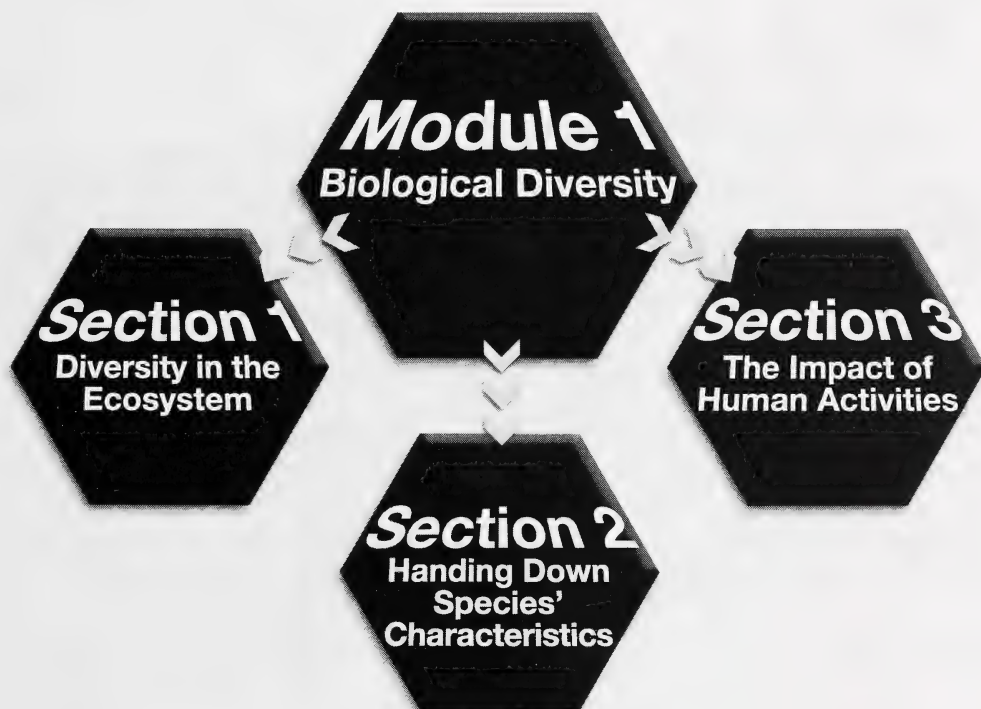 Module 1
Biological Diversity
Section 1
Diversity in the
Ecosystem
Section 2
Handing Down
Species'
Characteristics
Section 3
The Impact of
Human Activities